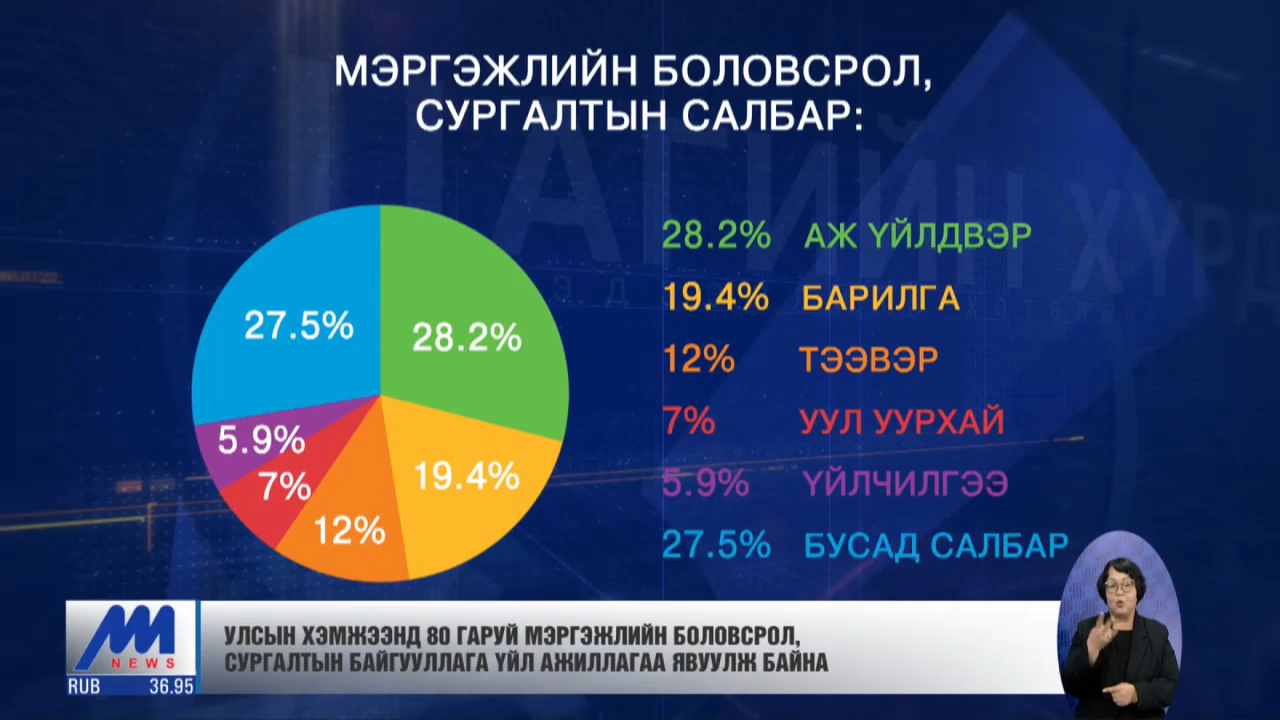 МЭРГЭЖЛИЙН БОЛОВСРОЛ,
СУРГАЛТЫН САЛБАР:
27.5%
28.2%
5.9%
7%
12%
19.4%
28.2% АЖ ҮЙЛДВЭР
19.4% БАРИЛГА
12% ТЭЭВЭР
7% УУЛ УУРХАЙ
5.9% ҮЙЛЧИЛГЭЭ
27.5% БУСАД САЛБАР
M
NEWS
RUB 36.95
УЛСЫН ХЭМЖЭЭНД 80 ГАРУЙ МЭРГЭЖЛИЙН БОЛОВСРОЛ,
СУРГАЛТЫН БАЙГУУЛЛАГА ҮЙЛ АЖИЛЛАГАА ЯВУУЛЖ БАЙНА